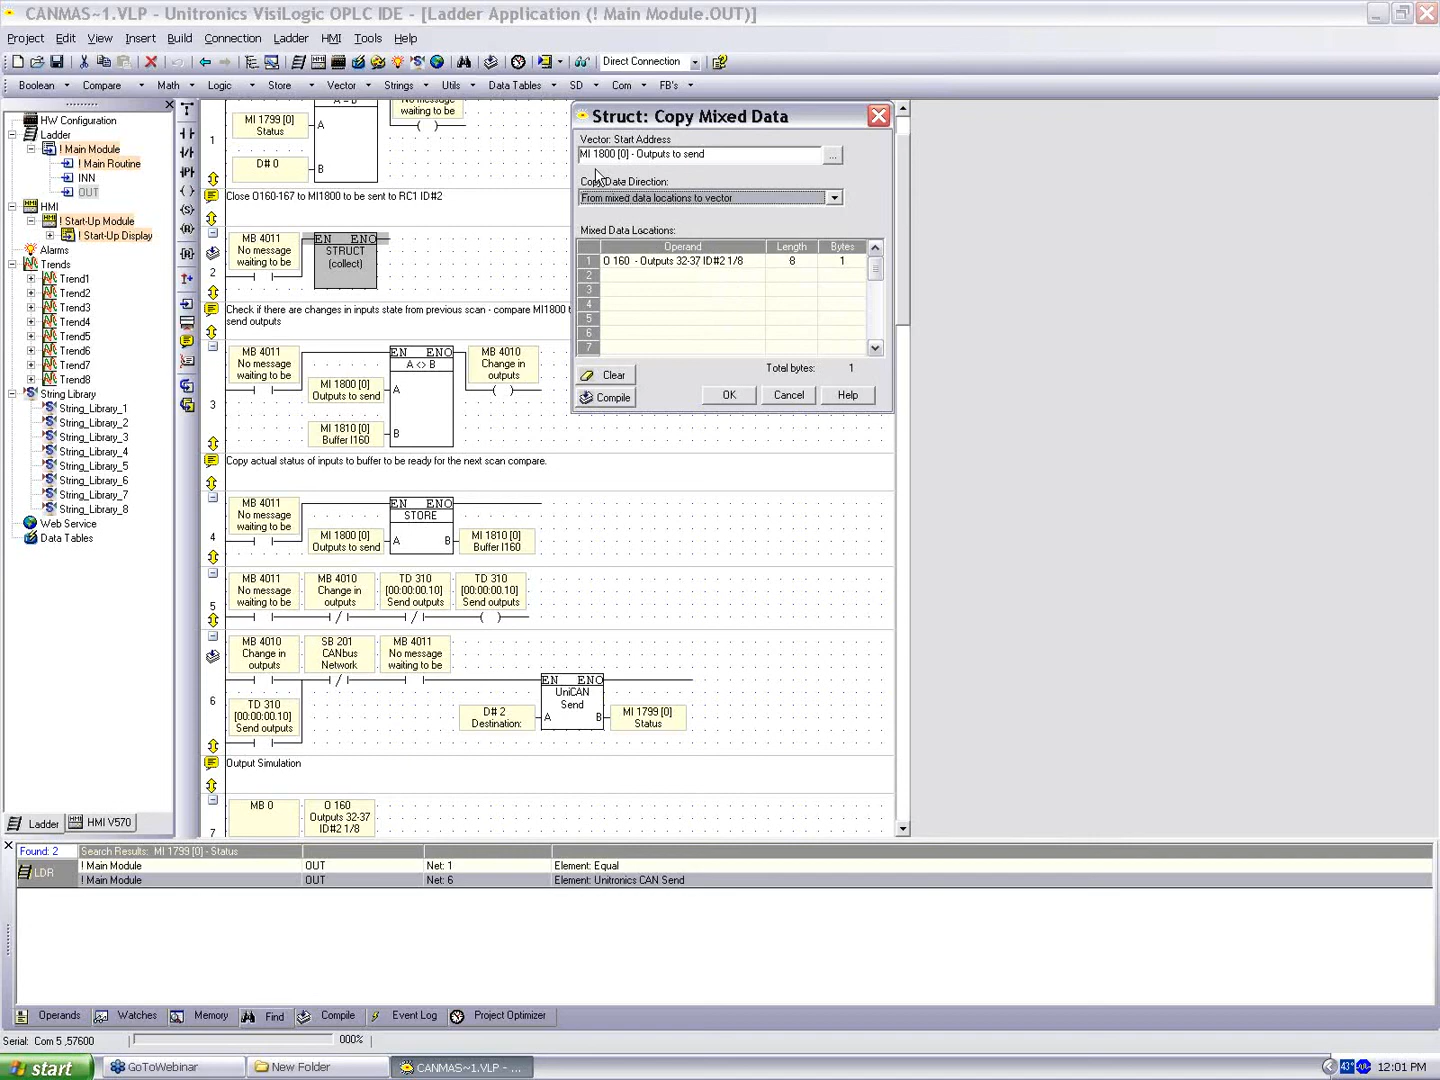 CANMAS~1.VLP - Unitronics VisiLogic OPLC IDE - [Ladder Application (! Main Module.OUT)]
Project Edit View Insert Build Connection Ladder HMI Tools Help
Direct Connection
Boolean Compare Math Logic Store Vector Strings Utils Data Tables SD Com FB's
HW Configuration
Ladder
! Main Module
! Main Routine
INN
OUT
HMI
! Start-Up Module
! Start-Up Display
Alarms
Trends
Trend1
Trend2
Trend3
Trend4
Trend5
Trend6
Trend7
Trend8
String Library
String_Library_1
String_Library_2
String_Library_3
String_Library_4
String_Library_5
String_Library_6
String_Library_7
String_Library_8
Web Service
Data Tables
Ladder HMI V570
1
MI 1799 [0]
Status
D# 0
A
B
No message
waiting to be
Close O160-167 to MI1800 to be sent to RC1 ID#2
2
MB 4011
No message
waiting to be
EN ENO
STRUCT
(collect)
Check if there are changes in inputs state from previous scan - compare MI1800
send outputs
3
MB 4011
No message
waiting to be
MI 1800 [0]
Outputs to send
MI 1810 [0]
Buffer I160
EN ENO
A <> B
A
B
MB 4010
Change in
outputs
Copy actual status of inputs to buffer to be ready for the next scan compare.
4
MB 4011
No message
waiting to be
MI 1800 [0]
Outputs to send
EN ENO
STORE
A B
MI 1810 [0]
Buffer I160
5
MB 4011
No message
waiting to be
MB 4010
Change in
outputs
TD 310
[00:00:00.10]
Send outputs
TD 310
[00:00:00.10]
Send outputs
6
MB 4010
Change in
outputs
SB 201
CANbus
Network
MB 4011
No message
waiting to be
TD 310
[00:00:00.10]
Send outputs
D# 2
Destination:
EN ENO
UniCAN
Send
A B
MI 1799 [0]
Status
Output Simulation
7
MB 0
O 160
Outputs 32-37
ID#2 1/8
Struct: Copy Mixed Data
Vector: Start Address
MI 1800 [0] - Outputs to send
...
Copy Date Direction:
From mixed data locations to vector
Mixed Data Locations:
Operand Length Bytes
1 O 160 - Outputs 32-37 ID#2 1/8 8 1
2
3
4
5
6
7
Total bytes: 1
Clear
Compile
OK Cancel Help
Found: 2 Search Results: MI 1799 [0] - Status
LDR
! Main Module OUT Net: 1 Element: Equal
! Main Module OUT Net: 6 Element: Unitronics CAN Send
Operands Watches Memory Find Compile Event Log Project Optimizer
Serial: Com 5 ,57600 000%
start GoToWebinar New Folder CANMAS~1.VLP - ... 43° 12:01 PM